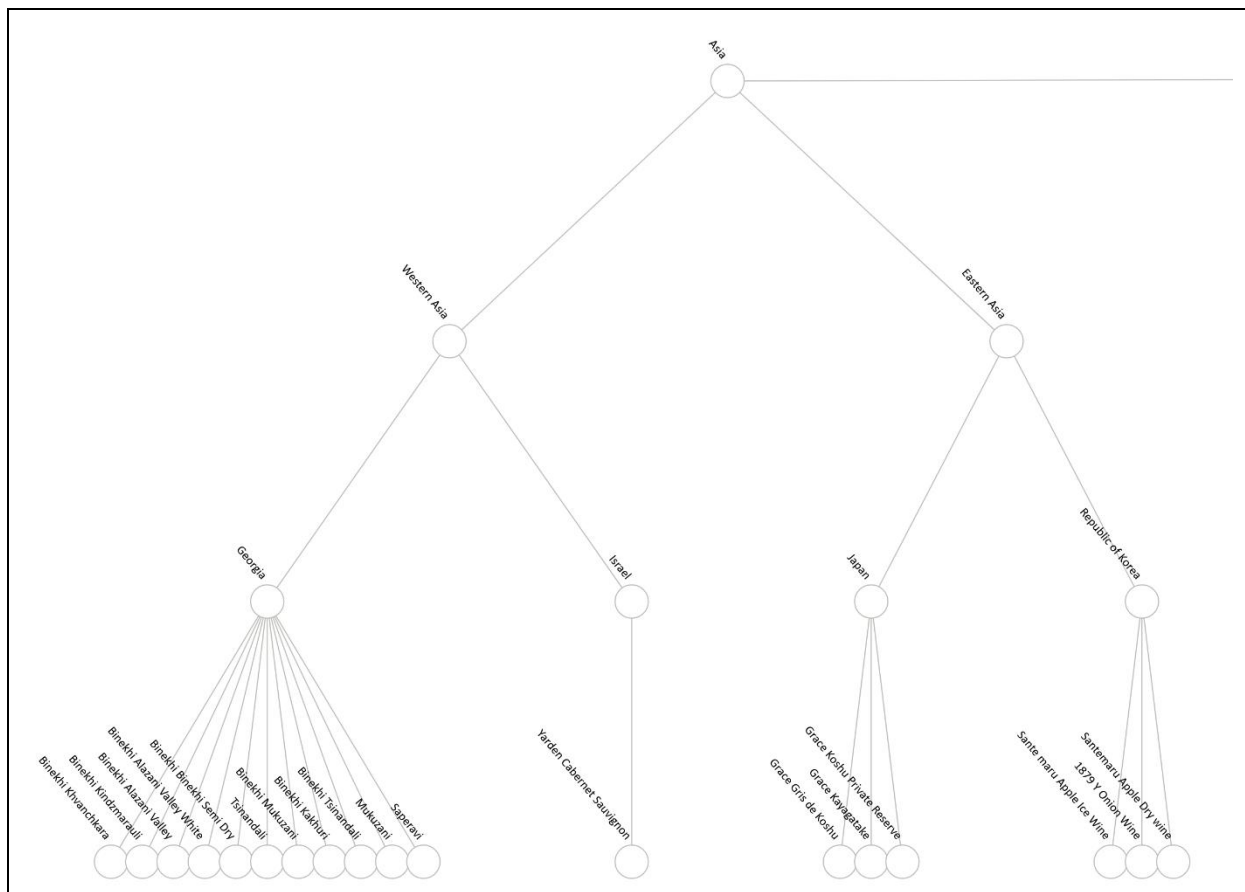 Asia
Western Asia
Eastern Asia
Georgia
Israel
Japan
Republic of Korea
Binekhi Khvanchkara
Binekhi Kindzmarauli
Binekhi Alazani Valley
Binekhi Alazani Valley White
Binekhi Binekhi Semi Dry
Tsinandali
Binekhi Mukuzani
Binekhi Kakhuri
Binekhi Tsinandali
Mukuzani
Saperavi
Yarden Cabernet Sauvignon
Grace Gris de Koshu
Grace Kayagatake
Grace Koshu Private Reserve
Sante maru Apple Ice Wine
1879 Y Onion Wine
Santemaru Apple Dry wine